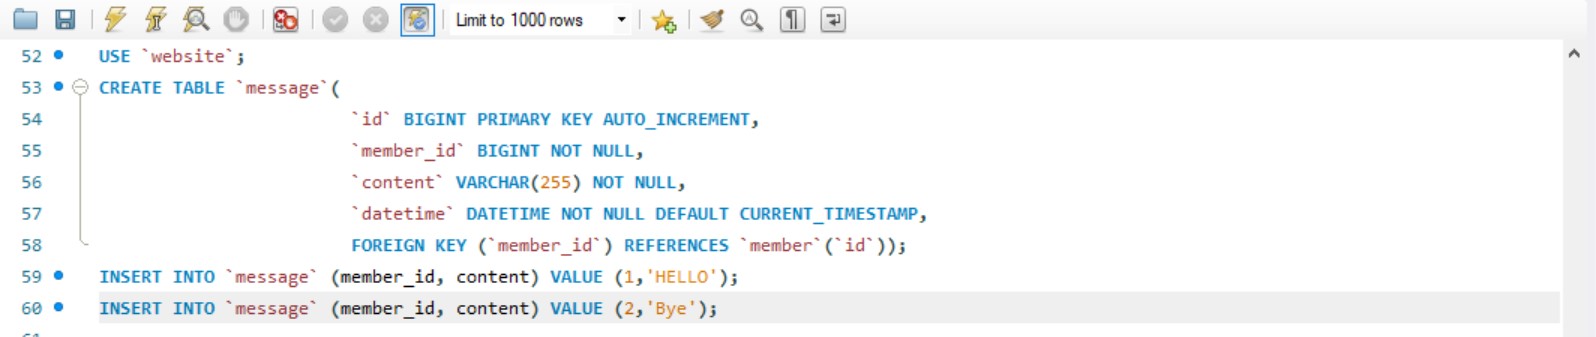 Limit to 1000 rows
52 USE `website`;
53 CREATE TABLE `message`(
54 `id` BIGINT PRIMARY KEY AUTO_INCREMENT,
55 `member_id` BIGINT NOT NULL,
56 `content` VARCHAR(255) NOT NULL,
57 `datetime` DATETIME NOT NULL DEFAULT CURRENT_TIMESTAMP,
58 FOREIGN KEY (`member_id`) REFERENCES `member`(`id`));
59 INSERT INTO `message` (member_id, content) VALUE (1,'HELLO');
60 INSERT INTO `message` (member_id, content) VALUE (2,'Bye');